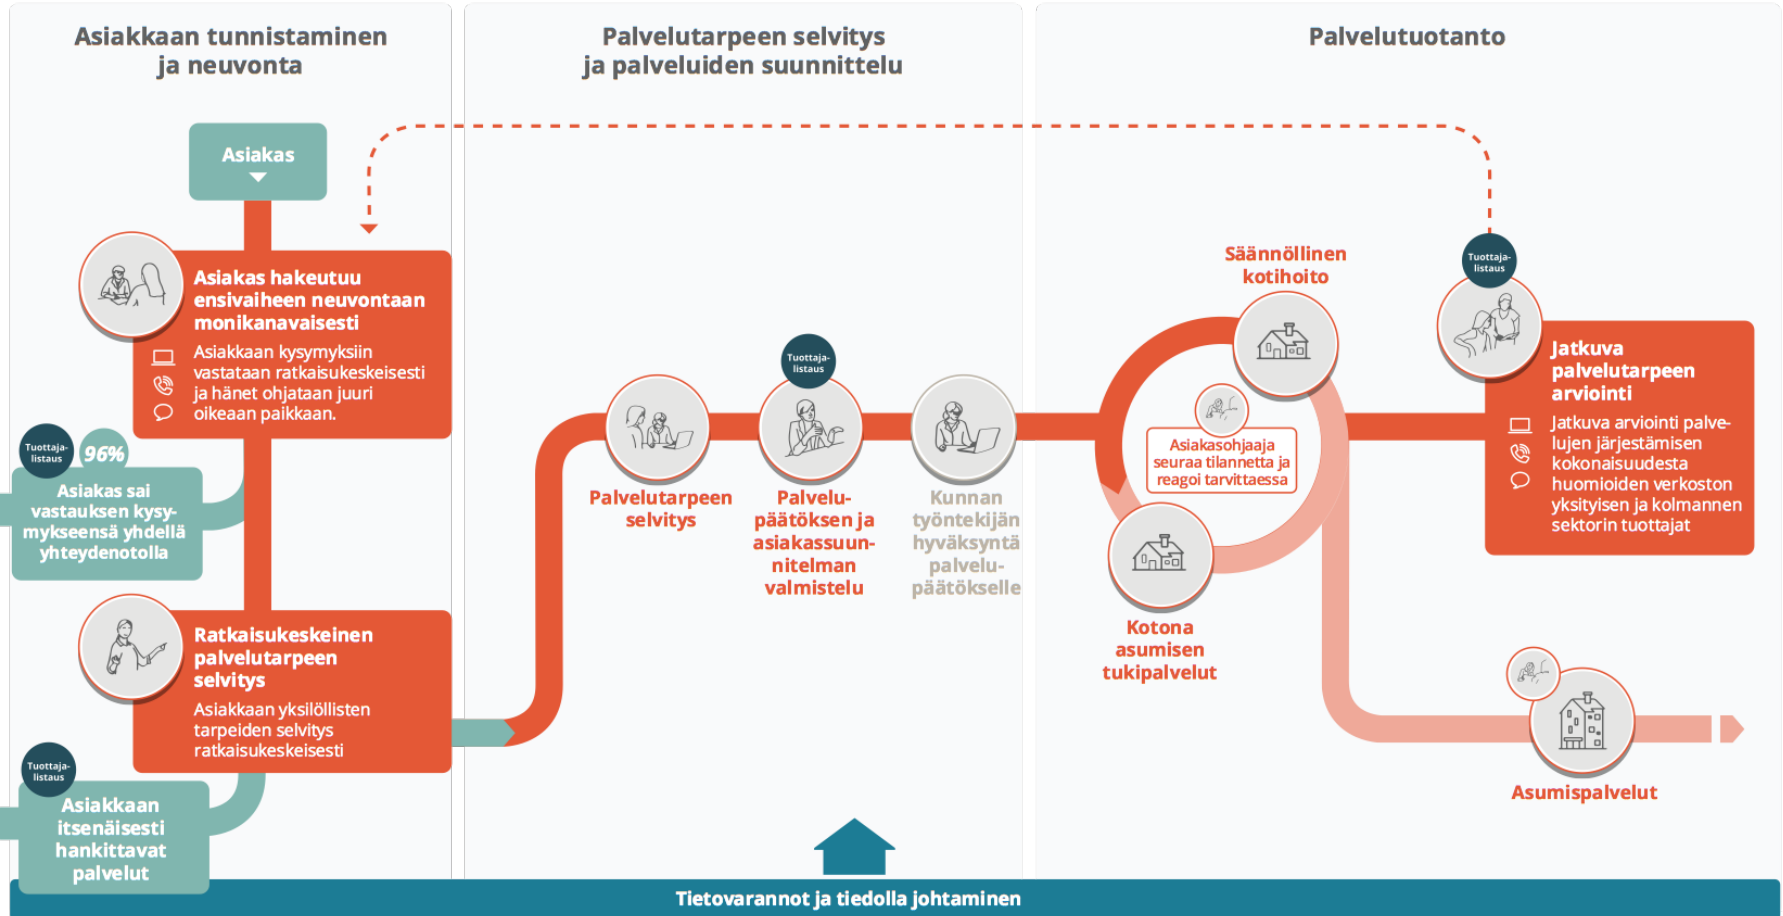 Asiakkaan tunnistaminen
ja neuvonta
Asiakas
Asiakas hakeutuu
ensivaiheen neuvontaan
monikanavaisesti
Asiakkaan kysymyksiin
vastataan ratkaisukeskeisesti
ja hänet ohjataan juuri
oikeaan paikkaan.
Tuottaja-
listaus
96%
Asiakas sai
vastauksen kysy-
mykseensä yhdellä
yhteydenotolla
Ratkaisukeskeinen
palvelutarpeen
selvitys
Asiakkaan yksilöllisten
tarpeiden selvitys
ratkaisukeskeisesti
Tuottaja-
listaus
Asiakkaan
itsenäisesti
hankittavat
palvelut
Palvelutarpeen selvitys
ja palveluiden suunnittelu
Palvelutarpeen
selvitys
Tuottaja-
listaus
Palvelu-
päätöksen ja
asiakassuun-
nitelman
valmistelu
Kunnan
työntekijän
hyväksyntä
palvelu-
päätökselle
Palvelutuotanto
Säännöllinen
kotihoito
Asiakasohjaaja
seuraa tilannetta ja
reagoi tarvittaessa
Kotona
asumisen
tukipalvelut
Tuottaja-
listaus
Jatkuva
palvelutarpeen
arviointi
Jatkuva arviointi palve-
lujen järjestämisen
kokonaisuudesta
huomioiden verkoston
yksityisen ja kolmannen
sektorin tuottajat
Asumispalvelut
Tietovarannot ja tiedolla johtaminen